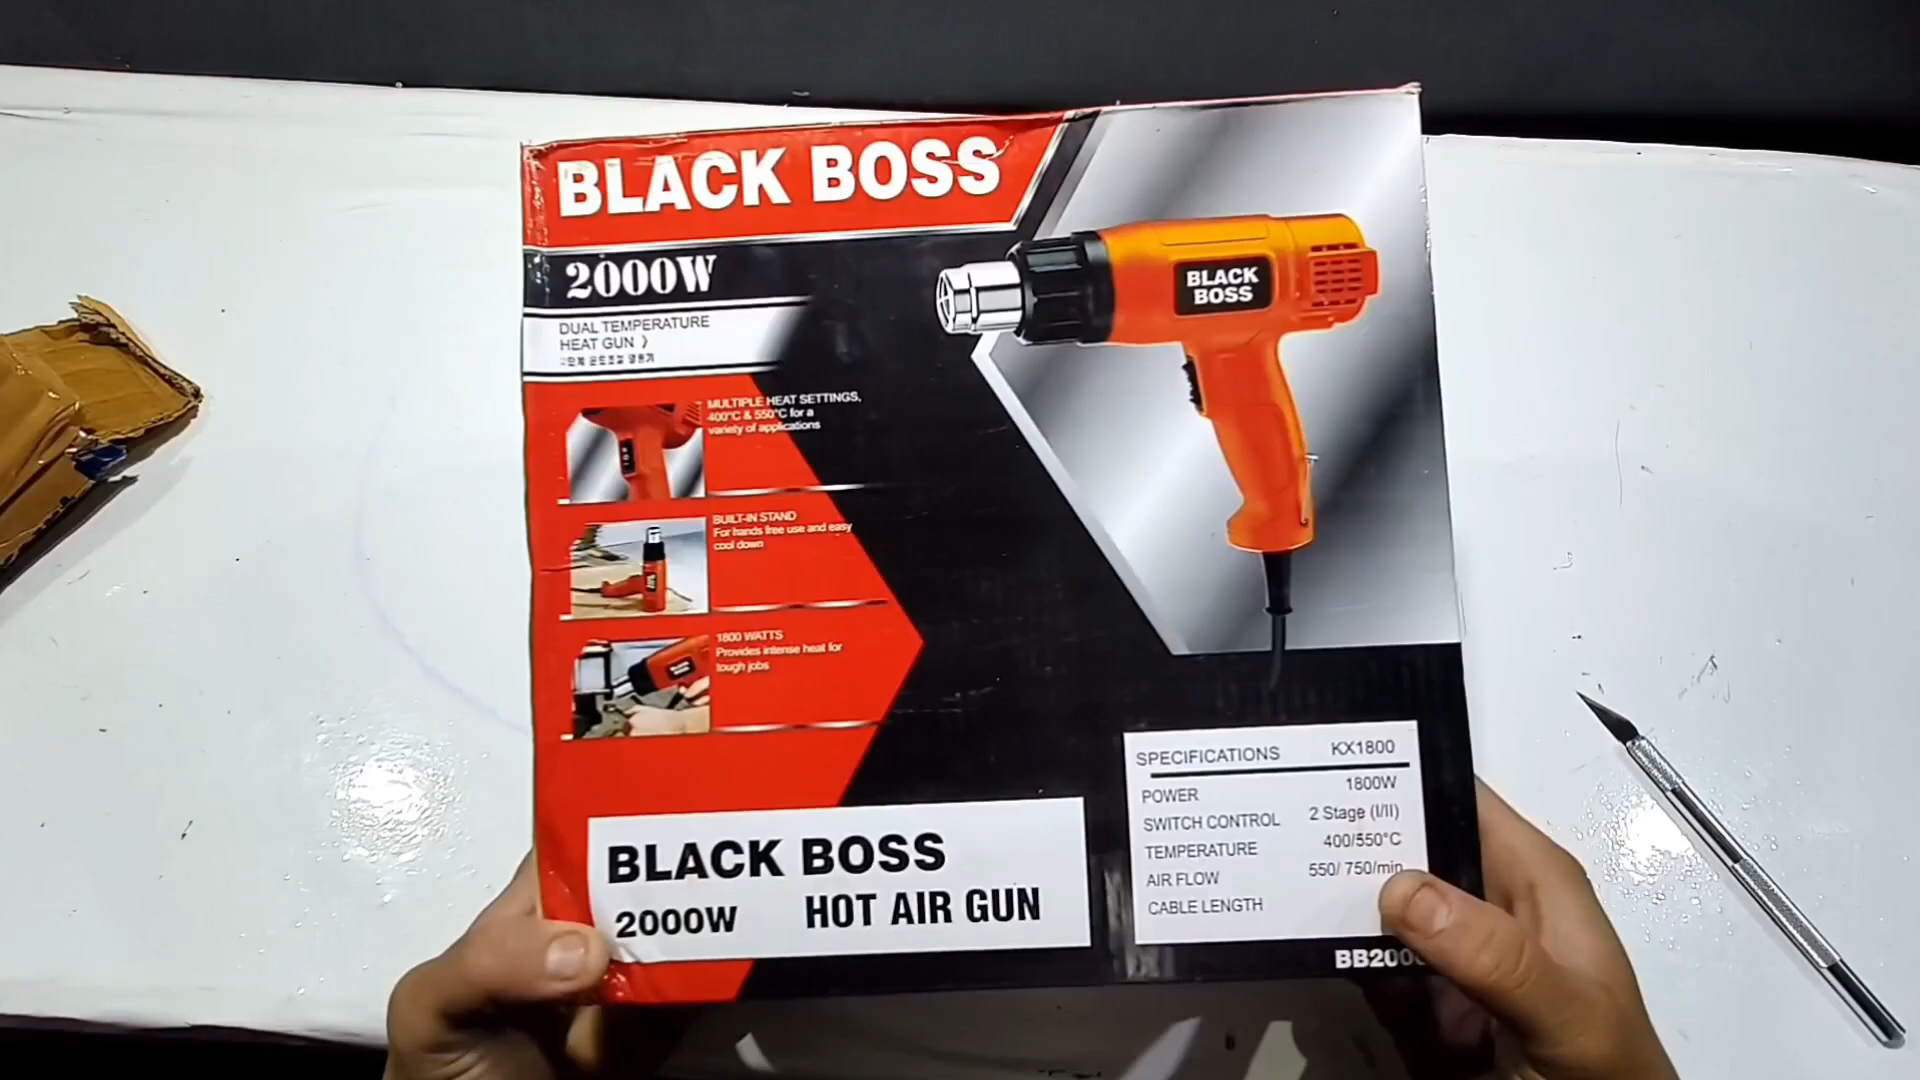 BLACK BOSS
2000W
DUAL TEMPERATURE
HEAT GUN 》
BLACK
BOSS
MULTIPLE HEAT SETTINGS,
400°C & 550°C for a
variety of applications
BUILT-IN STAND
For hands free use and easy
cool down
1800 WATTS
Provides intense heat for
tough jobs
BLACK
BOSS
BLACK BOSS
2000W HOT AIR GUN
SPECIFICATIONS KX1800
POWER 1800W
SWITCH CONTROL 2 Stage (I/II)
TEMPERATURE 400/550°C
AIR FLOW 550/ 750/min
CABLE LENGTH